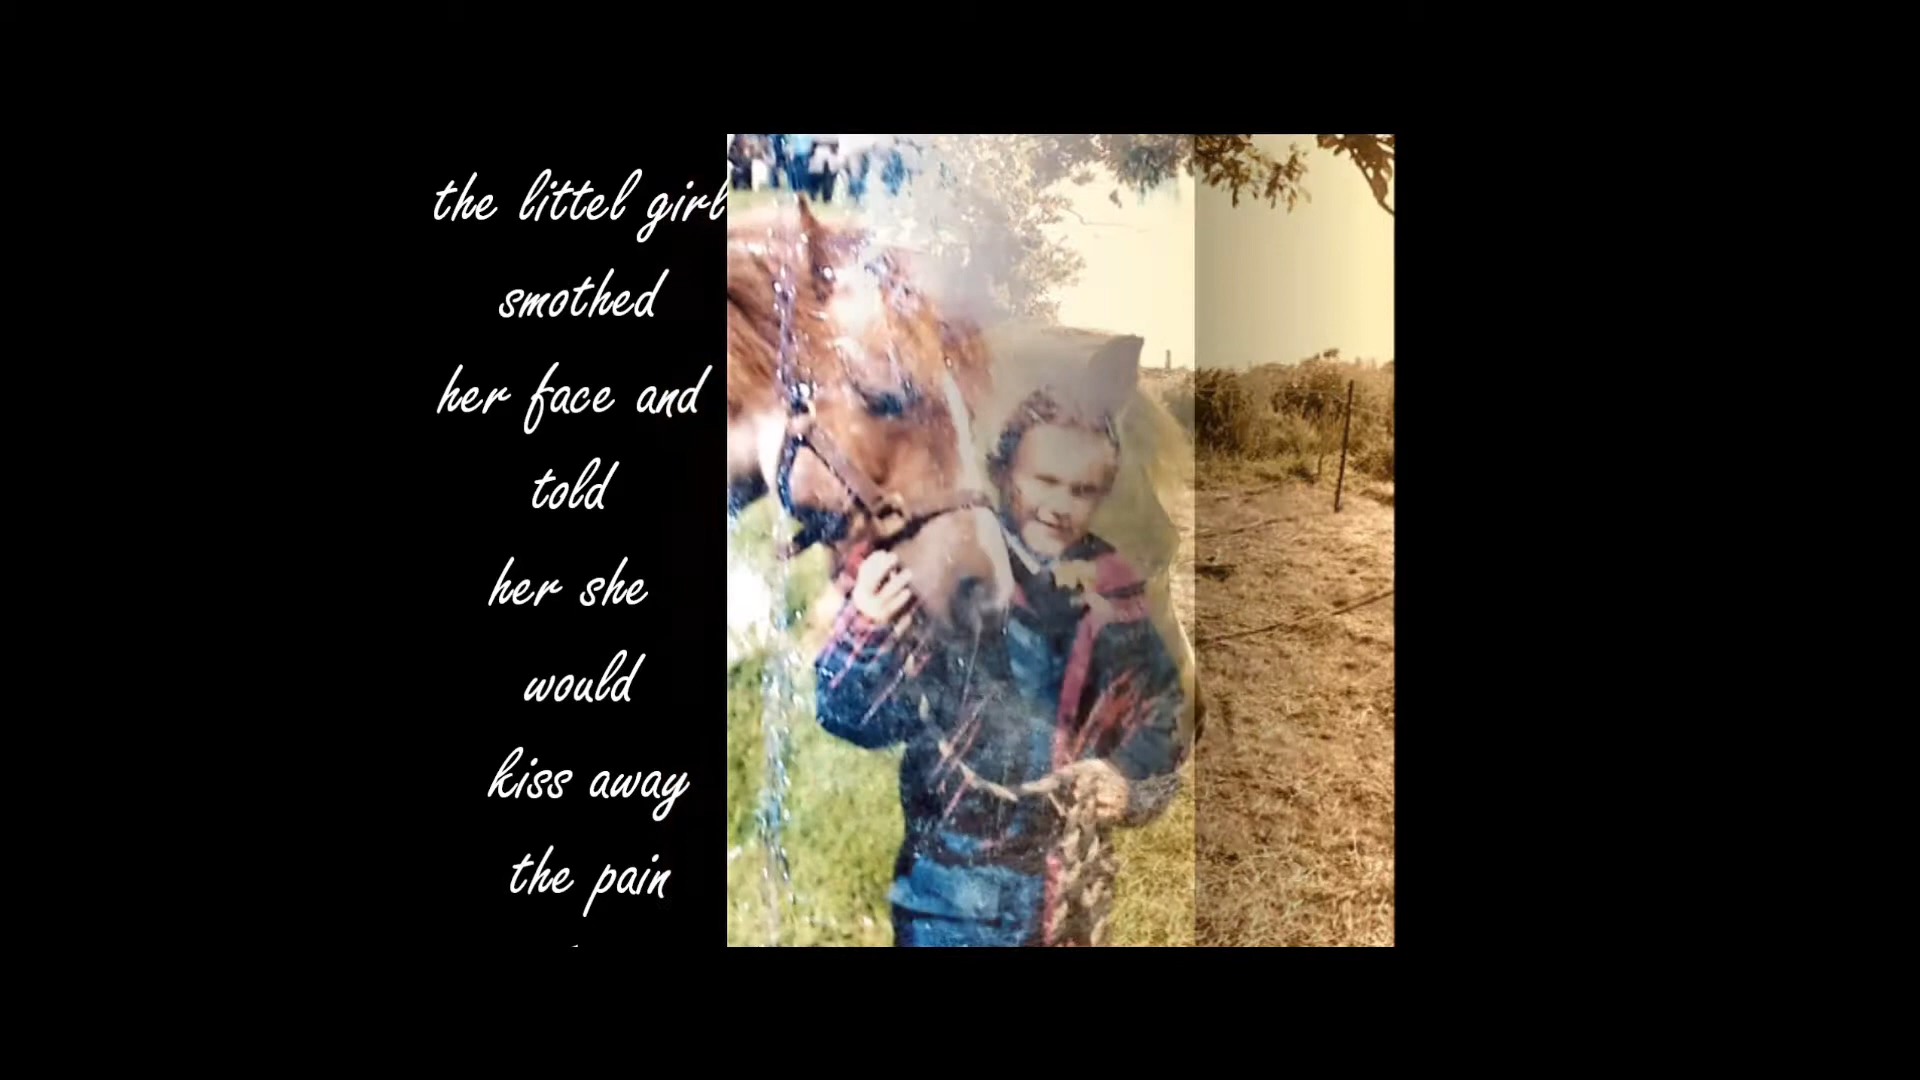 the littel girl
smothed
her face and
told
her she
would
kiss away
the pain